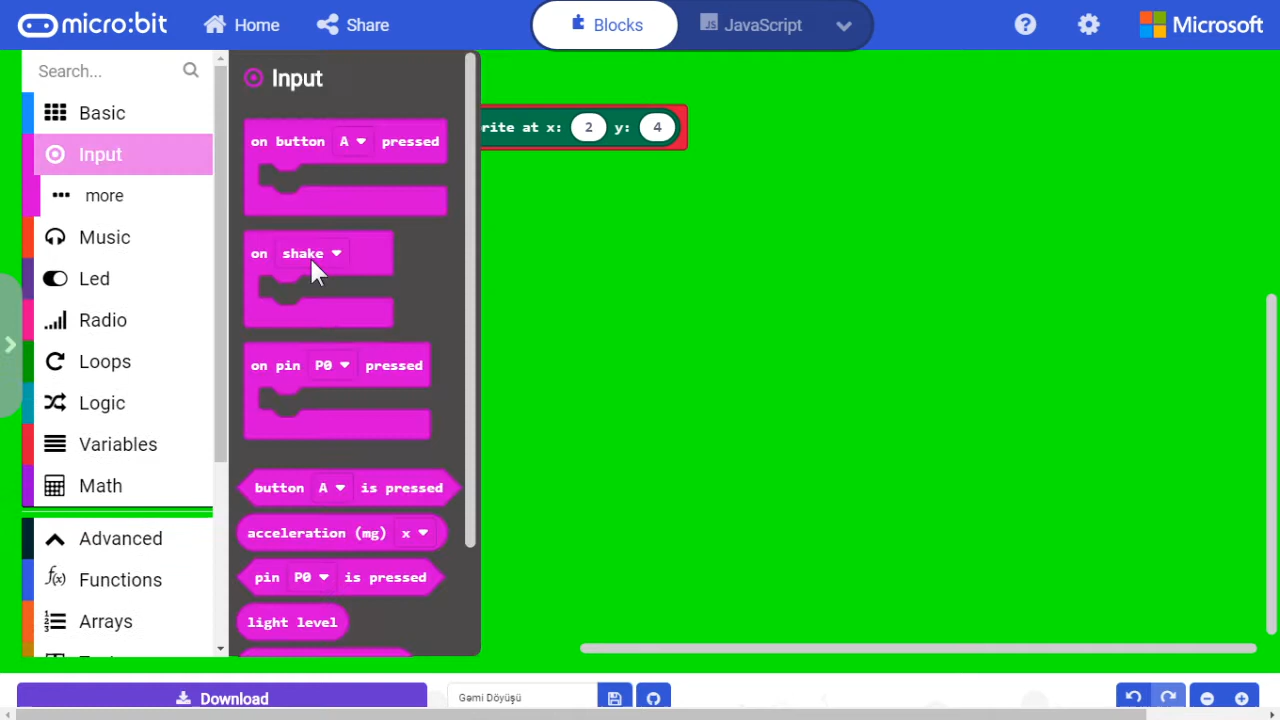 micro:bit
Home
Share
Blocks
JS JavaScript
Microsoft
Search...
Basic
Input
more
Music
Led
Radio
Loops
Logic
Variables
Math
Advanced
Functions
Arrays
Input
on button A pressed
on shake
on pin P0 pressed
button A is pressed
acceleration (mg) x
pin P0 is pressed
light level
rite at x: 2 y: 4
Download
Gəmi Döyüşü